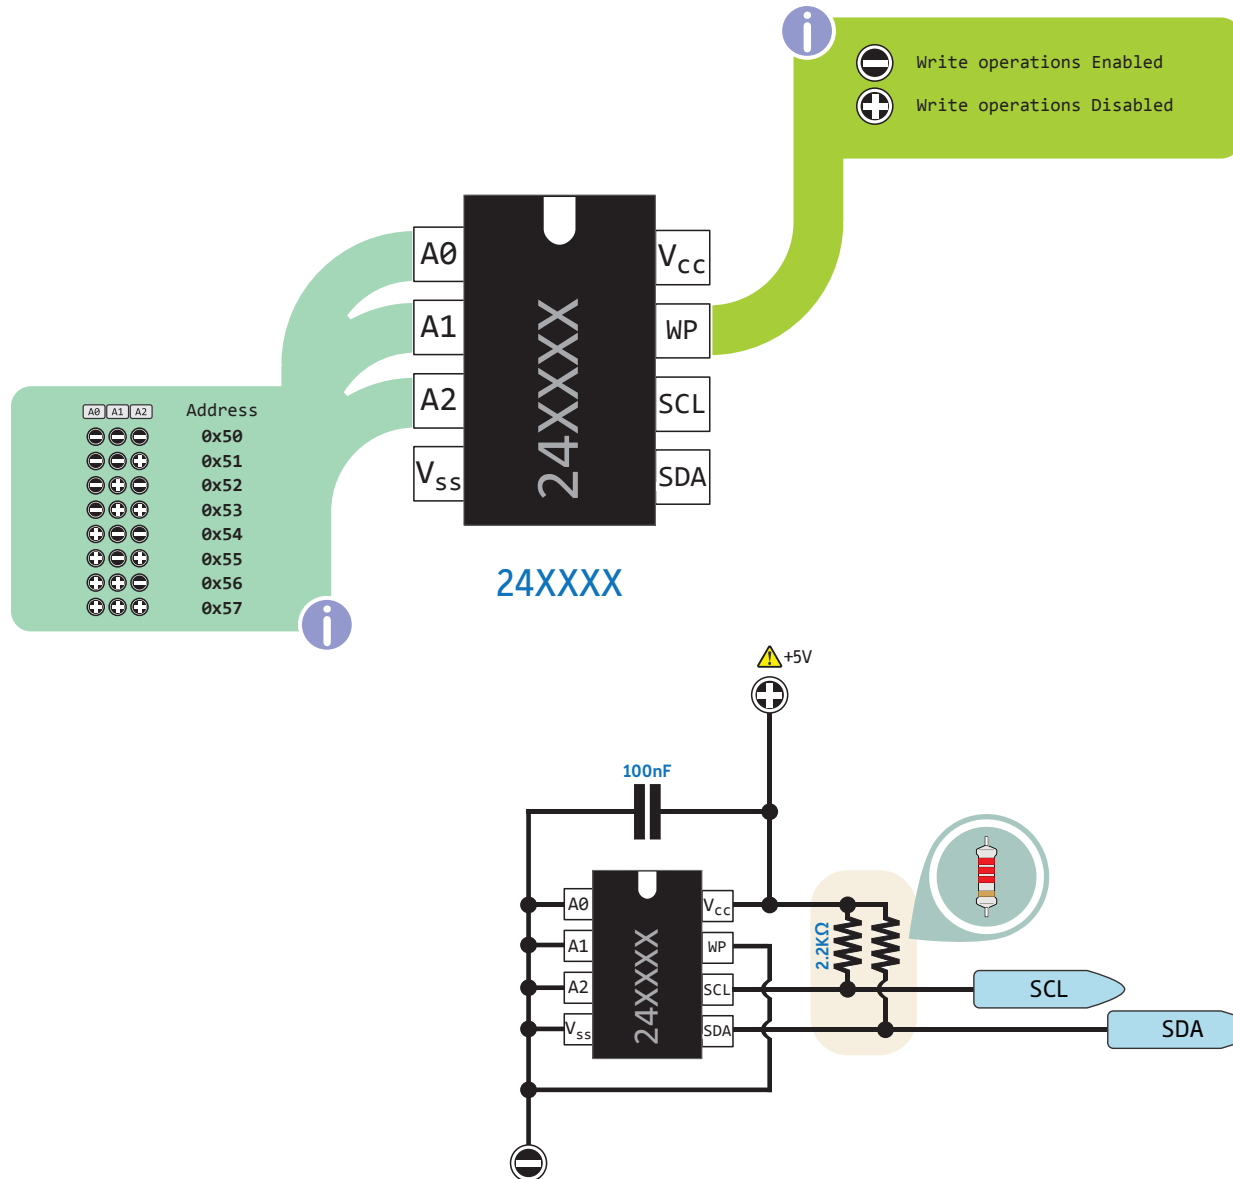 Write operations Enabled
Write operations Disabled
A0
A1
A2
Vss
24XXXX
Vcc
WP
SCL
SDA
A0 A1 A2 Address
0x50
0x51
0x52
0x53
0x54
0x55
0x56
0x57
24XXXX
+5V
100nF
A0
A1
A2
Vss
24XXXX
Vcc
WP
SCL
SDA
2.2KΩ
SCL
SDA